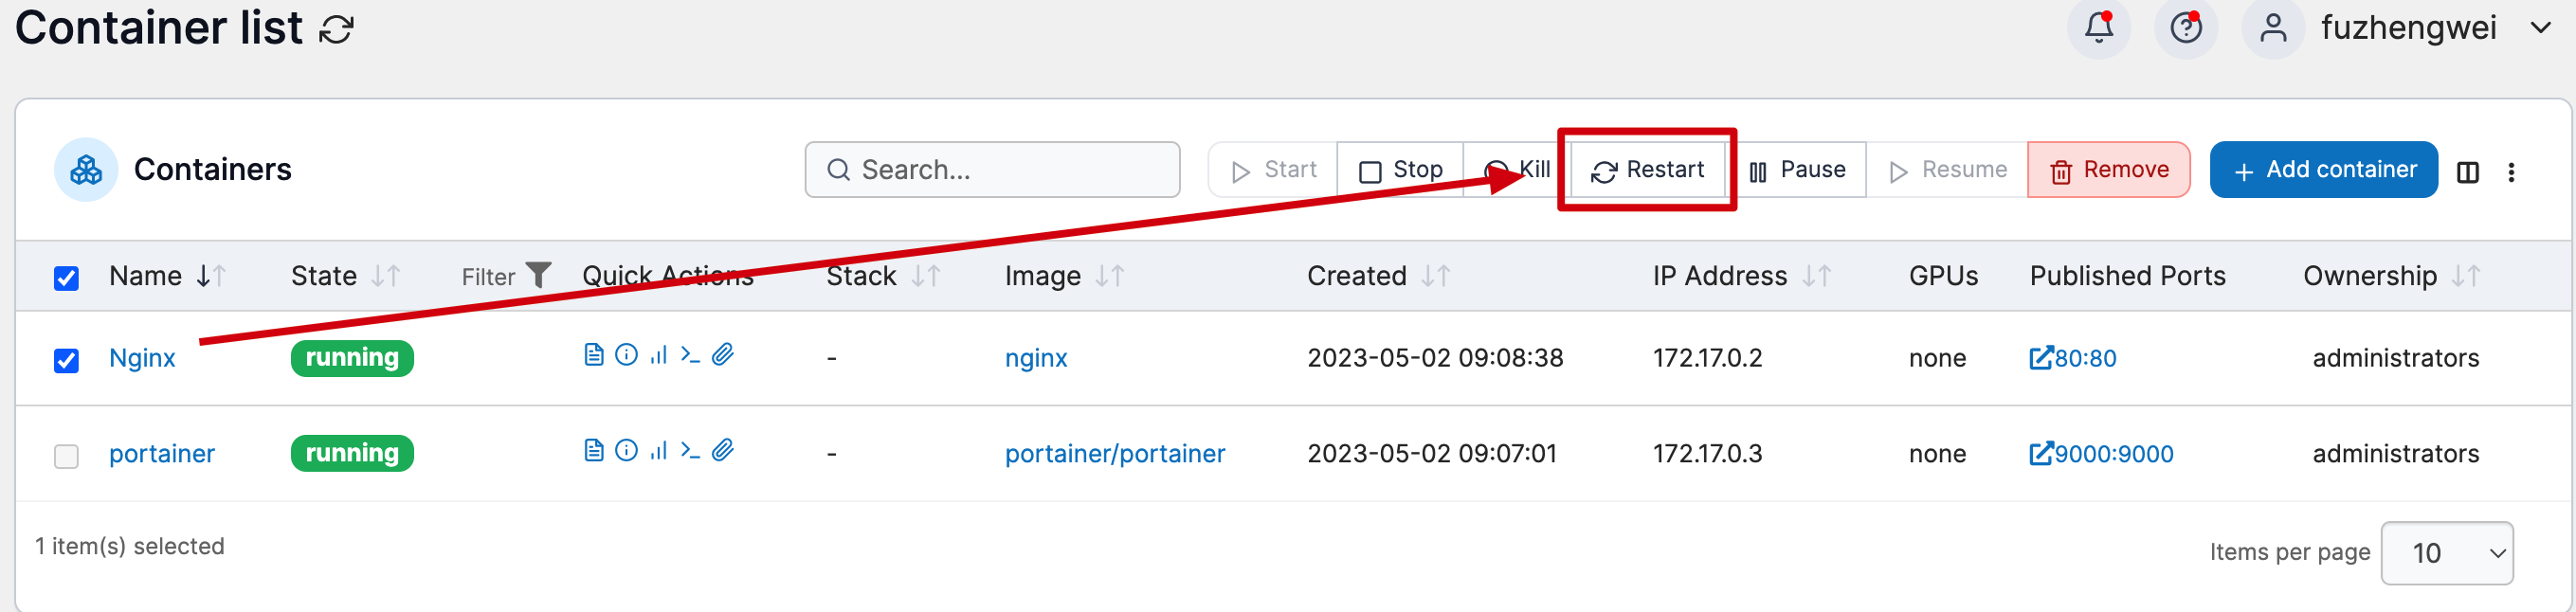 Container list
fuzhengwei
Containers
Search...
Start
Stop
Kill
Restart
Pause
Resume
Remove
Add container
Name State Filter Quick Actions Stack Image Created IP Address GPUs Published Ports Ownership
Nginx running - nginx 2023-05-02 09:08:38 172.17.0.2 none 80:80 administrators
portainer running - portainer/portainer 2023-05-02 09:07:01 172.17.0.3 none 9000:9000 administrators
1 item(s) selected
Items per page 10